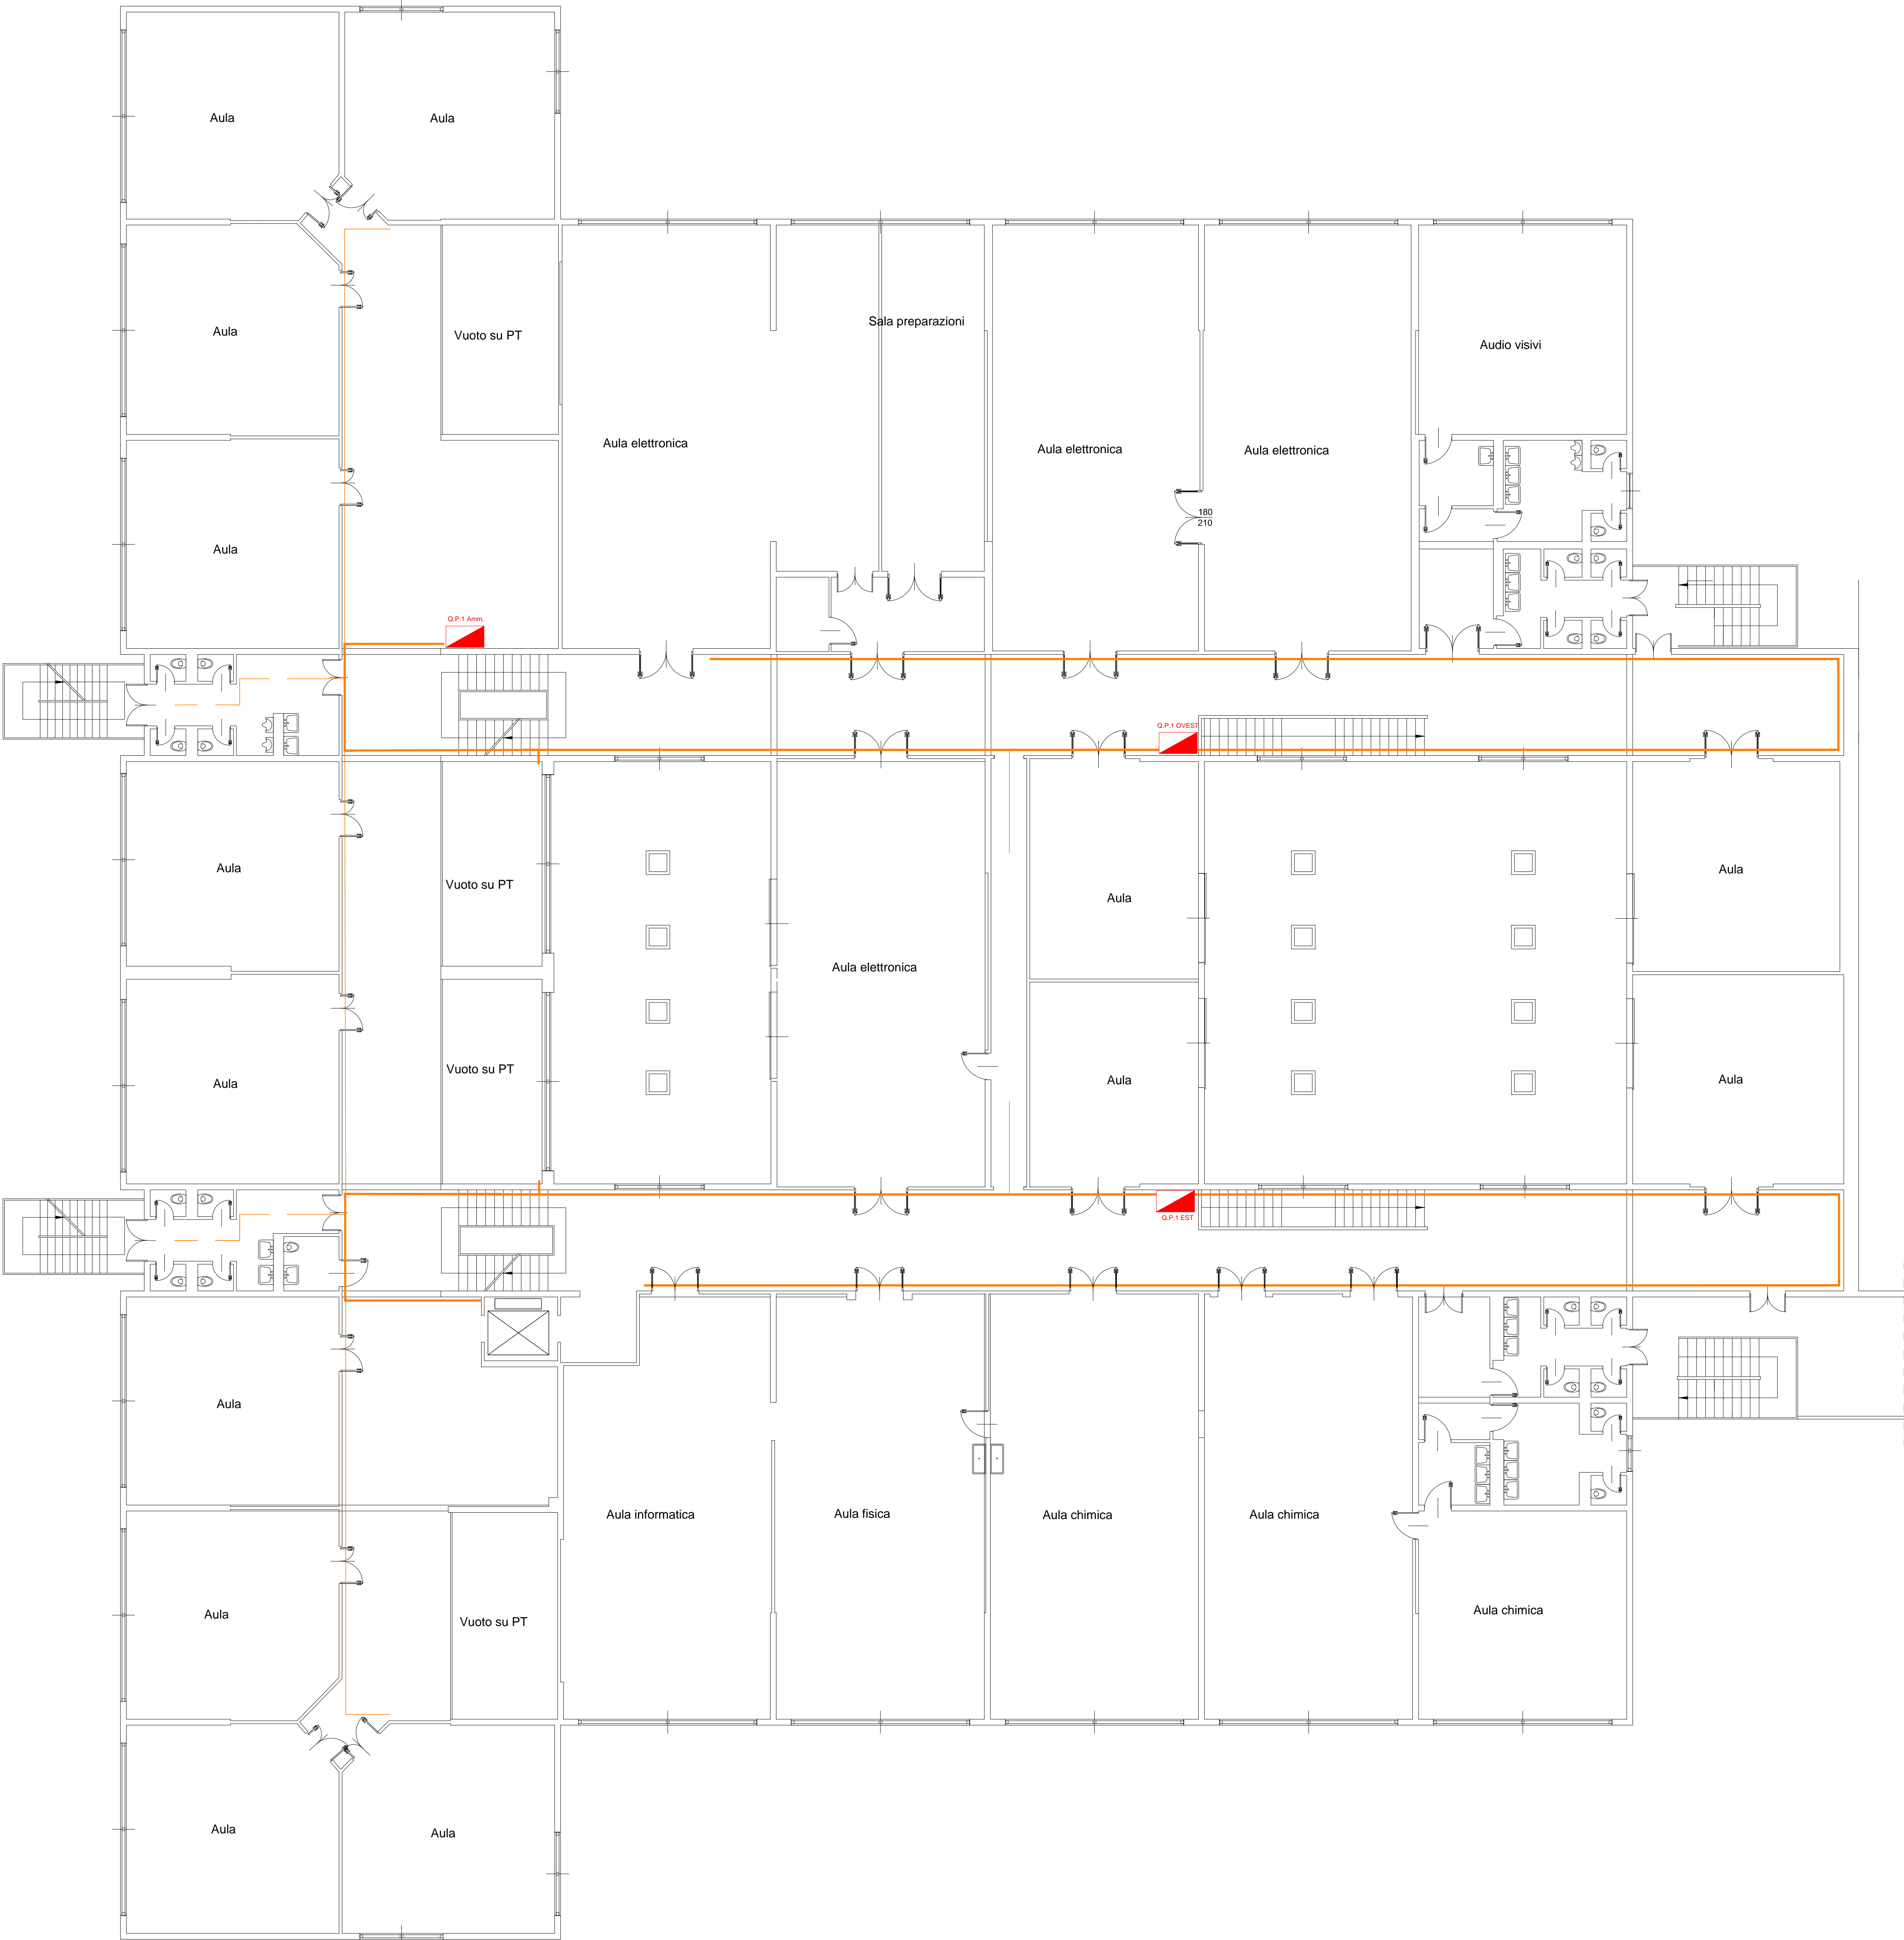 Aula
Aula
Aula
Vuoto su PT
Sala preparazioni
Audio visivi
Aula elettronica
Aula elettronica
Aula elettronica
180
210
Aula
Q.P.1 Amm.
Q.P.1 OVEST
Aula
Vuoto su PT
Aula
Aula
Aula elettronica
Aula
Vuoto su PT
Aula
Aula
Q.P.1 EST
Aula
Aula informatica
Aula fisica
Aula chimica
Aula chimica
Aula
Vuoto su PT
Aula chimica
Aula
Aula